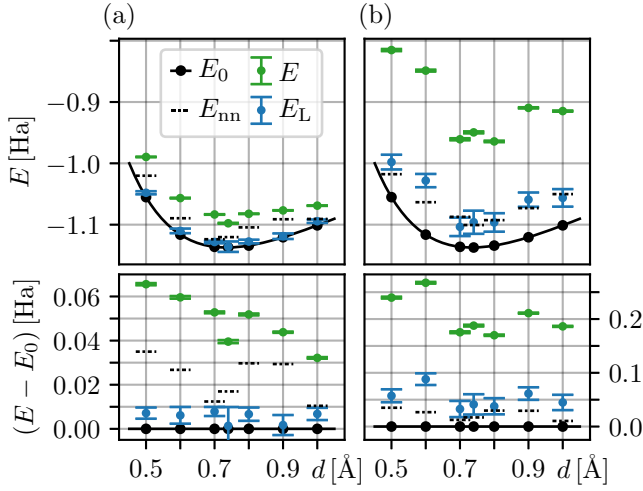 (a)
(b)
E₀
E
Eₙₙ
E_L
E [Ha]
−0.9
−1.0
−1.1
(E − E₀) [Ha]
0.06
0.04
0.02
0.00
0.2
0.1
0.0
0.5 0.7 0.9 d [Å]
0.5 0.7 0.9 d [Å]